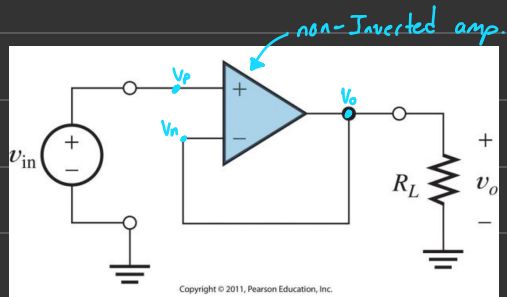 non-Inverted amp.
Vp
+
Vo
Vn
−
+
−
vin
RL
+
vo
−
Copyright © 2011, Pearson Education, Inc.